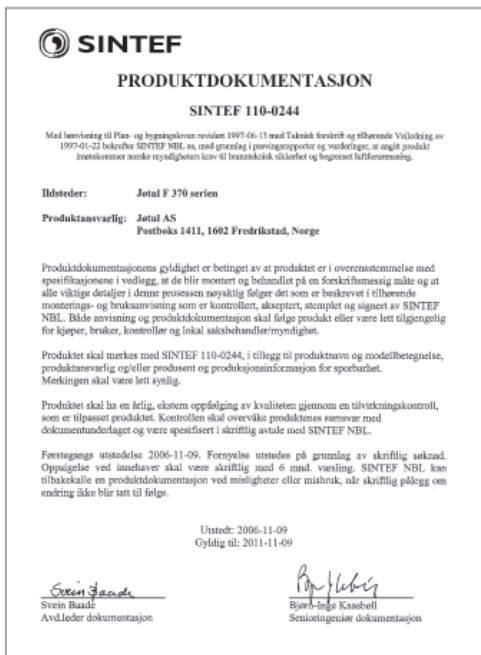 SINTEF
PRODUKTDOKUMENTASJON
SINTEF 110-0244
Med henvisning til Plan- og bygningsloven revidert 1997-06-13 med Teknisk forskrift og tilhørende Veiledning av
1997-01-22 bekrefter SINTEF NBL as, med grunnlag i prøvingsrapporter og vurderinger, at angitt produkt
imøtekommer norske myndigheters krav til brannteknisk sikkerhet og begrenset luftforurensning.
Ildsteder: Jøtul F 370 serien
Produktansvarlig: Jøtul AS
Postboks 1411, 1602 Fredrikstad, Norge
Produktdokumentasjonens gyldighet er betinget av at produktet er i overensstemmelse med
spesifikasjonene i vedlegg, at de blir montert og behandlet på en forskriftsmessig måte og at
alle viktige detaljer i denne prosessen nøyaktig følger det som er beskrevet i tilhørende
monterings- og bruksanvisning som er kontrollert, akseptert, stemplet og signert av SINTEF
NBL. Både anvisning og produktdokumentasjon skal følge produkt eller være lett tilgjengelig
for kjøper, bruker, kontrollør og lokal saksbehandler/myndighet.
Produktet skal merkes med SINTEF 110-0244, i tillegg til produktnavn og modellbetegnelse,
produktansvarlig og/eller produsent og produksjonsinformasjon for sporbarhet.
Merkingen skal være lett synlig.
Produktet skal ha en årlig, ekstern oppfølging av kvaliteten gjennom en tilvirkningskontroll,
som er tilpasset produktet. Kontrollen skal overvåke produktenes samsvar med
dokumentunderlaget og være spesifisert i skriftlig avtale med SINTEF NBL.
Førstegangs utstedelse 2006-11-09. Fornyelse utstedes på grunnlag av skriftlig søknad.
Oppsigelse ved innehaver skal være skriftlig med 6 mnd. varsling. SINTEF NBL kan
tilbakekalle en produktdokumentasjon ved misligheter eller misbruk, når skriftlig pålegg om
endring ikke blir tatt til følge.
Utstedt: 2006-11-09
Gyldig til: 2011-11-09
Svein Baade
Svein Baade
Avd.leder dokumentasjon
Bjørn-Inge Kaasbøll
Senioringeniør dokumentasjon